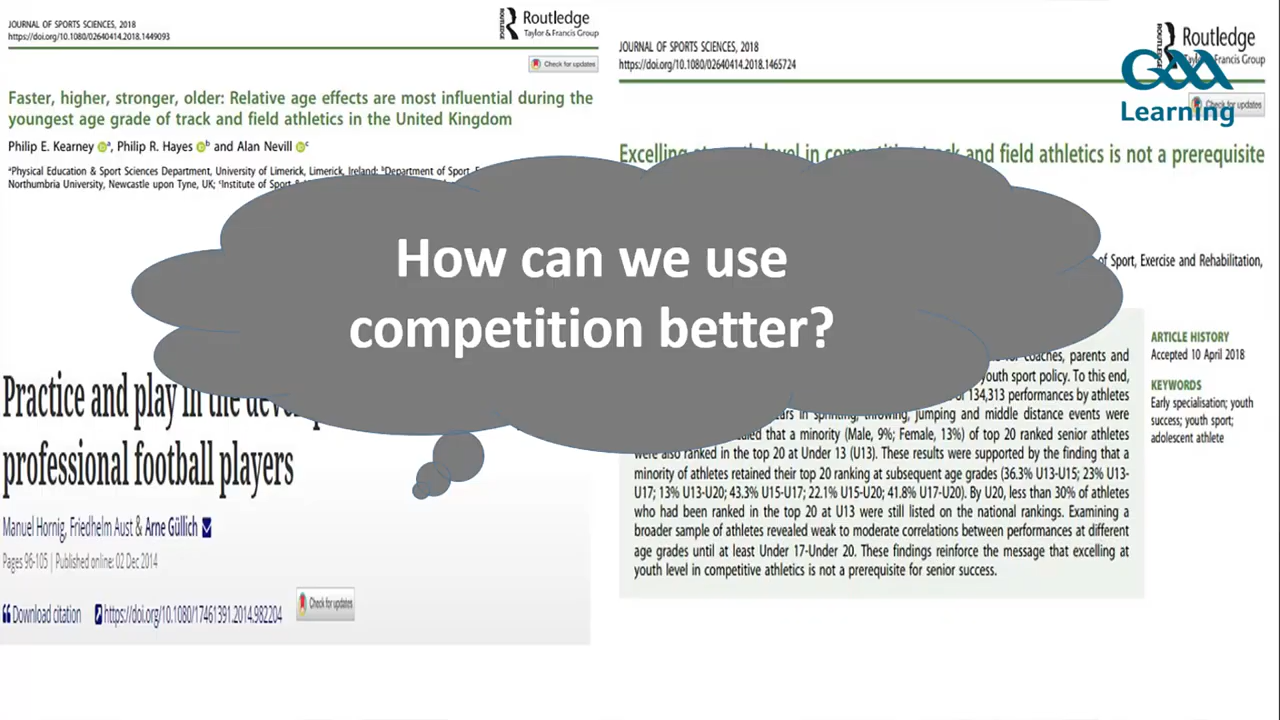 JOURNAL OF SPORTS SCIENCES, 2018
https://doi.org/10.1080/02640414.2018.1449093
Routledge
Taylor & Francis Group
Check for updates
Faster, higher, stronger, older: Relative age effects are most influential during the
youngest age grade of track and field athletics in the United Kingdom
Philip E. Kearney a, Philip R. Hayes b and Alan Nevill c
aPhysical Education & Sport Sciences Department, University of Limerick, Limerick, Ireland; bDepartment of Sport,
Northumbria University, Newcastle upon Tyne, UK; cInstitute of Sport
JOURNAL OF SPORTS SCIENCES, 2018
https://doi.org/10.1080/02640414.2018.1465724
Routledge
Taylor & Francis Group
Check for updates
GAA
Learning
Excelling at youth level in competitive track and field athletics is not a prerequisite
of Sport, Exercise and Rehabilitation,
How can we use
competition better?
ARTICLE HISTORY
Accepted 10 April 2018
KEYWORDS
Early specialisation; youth
success; youth sport;
adolescent athlete
coaches, parents and
youth sport policy. To this end,
134,313 performances by athletes
in sprinting, throwing, jumping and middle distance events were
that a minority (Male, 9%; Female, 13%) of top 20 ranked senior athletes
were also ranked in the top 20 at Under 13 (U13). These results were supported by the finding that a
minority of athletes retained their top 20 ranking at subsequent age grades (36.3% U13-U15; 23% U13-
U17; 13% U13-U20; 43.3% U15-U17; 22.1% U15-U20; 41.8% U17-U20). By U20, less than 30% of athletes
who had been ranked in the top 20 at U13 were still listed on the national rankings. Examining a
broader sample of athletes revealed weak to moderate correlations between performances at different
age grades until at least Under 17-Under 20. These findings reinforce the message that excelling at
youth level in competitive athletics is not a prerequisite for senior success.
Practice and play in the
professional football players
Manuel Hornig, Friedhelm Aust & Arne Güllich
Pages 96-105 | Published online: 02 Dec 2014
Download citation https://doi.org/10.1080/17461391.2014.982204
Check for updates